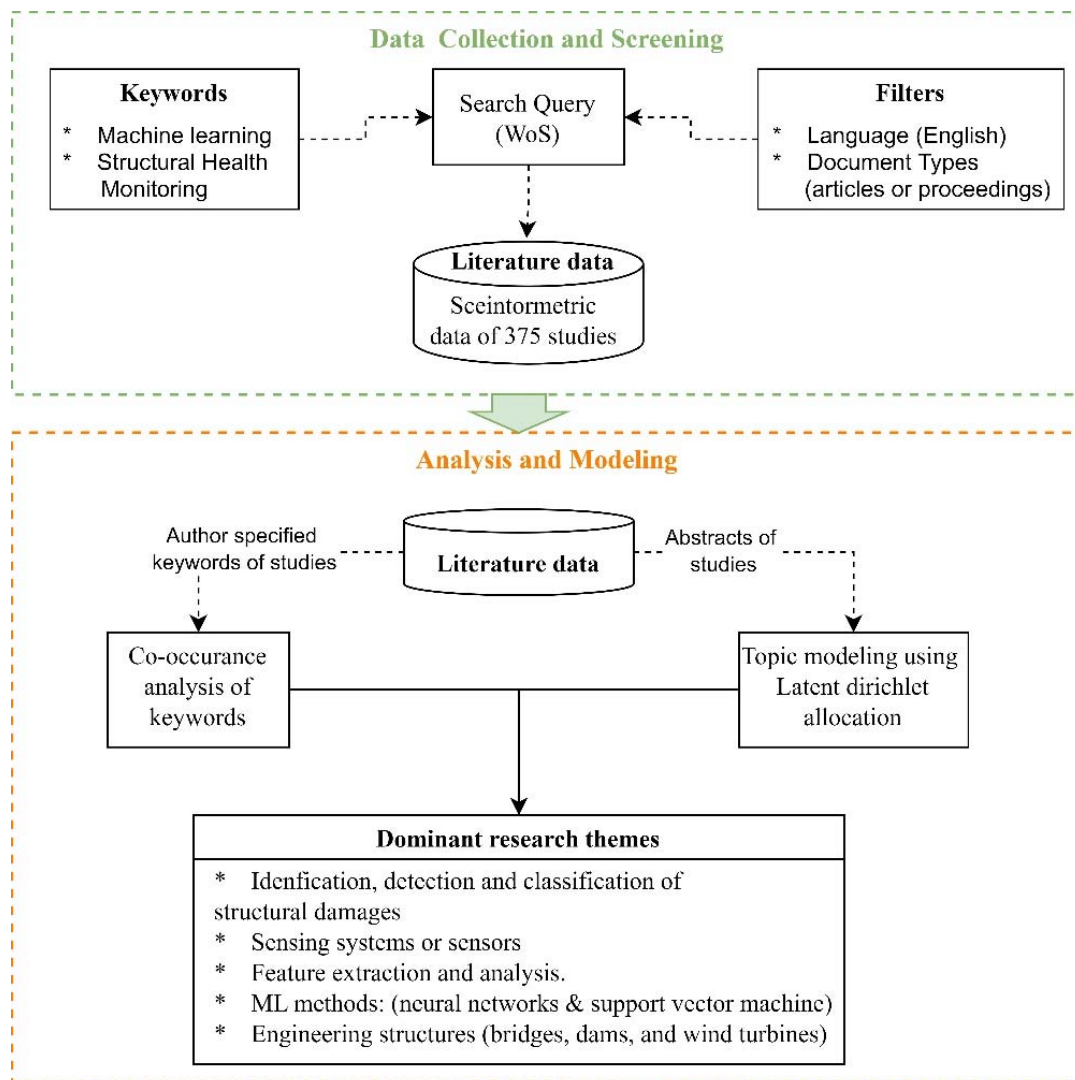 Data Collection and Screening
Keywords
* Machine learning
* Structural Health
Monitoring
Search Query
(WoS)
Filters
* Language (English)
* Document Types
(articles or proceedings)
Literature data
Sceintormetric
data of 375 studies
Analysis and Modeling
Author specified
keywords of studies
Literature data
Abstracts of
studies
Co-occurance
analysis of
keywords
Topic modeling using
Latent dirichlet
allocation
Dominant research themes
* Idenfication, detection and classification of
structural damages
* Sensing systems or sensors
* Feature extraction and analysis.
* ML methods: (neural networks & support vector machine)
* Engineering structures (bridges, dams, and wind turbines)